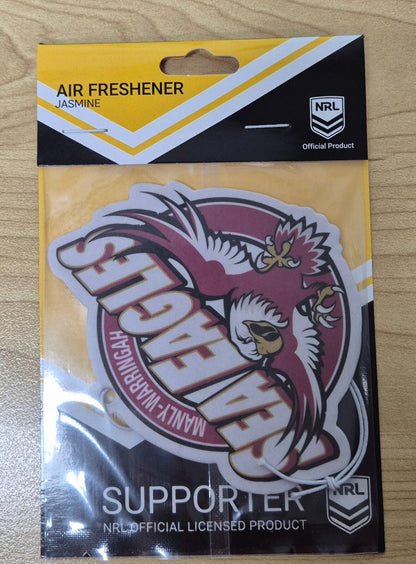 AIR FRESHENER
JASMINE
NRL
Official Product
MANLY-WARRINGAH
SEA EAGLES
SUPPORTER
NRL OFFICIAL LICENSED PRODUCT
NRL